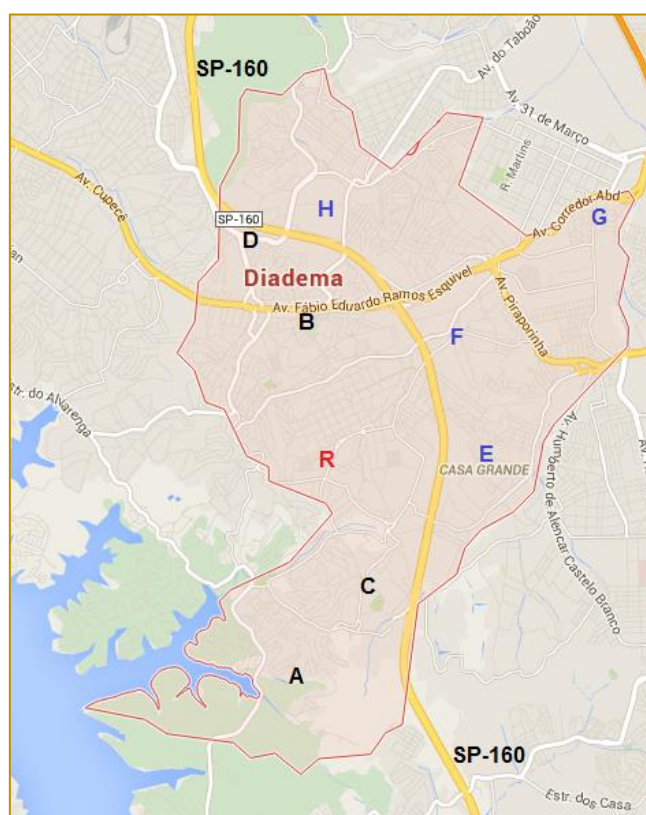 SP-160
Av. do Taboão
Av. 31 de Março
R. Martins
Av. Cupecê
H
G
SP-160
Av. Corredor Abd
D
Diadema
Av. Fábio Eduardo Ramos Esquível
B
F
Av. Piraporinha
Estr. do Alvarenga
R
E
CASA GRANDE
Av. Humberto de Alencar Castelo Branco
C
A
SP-160
Estr. dos Casa